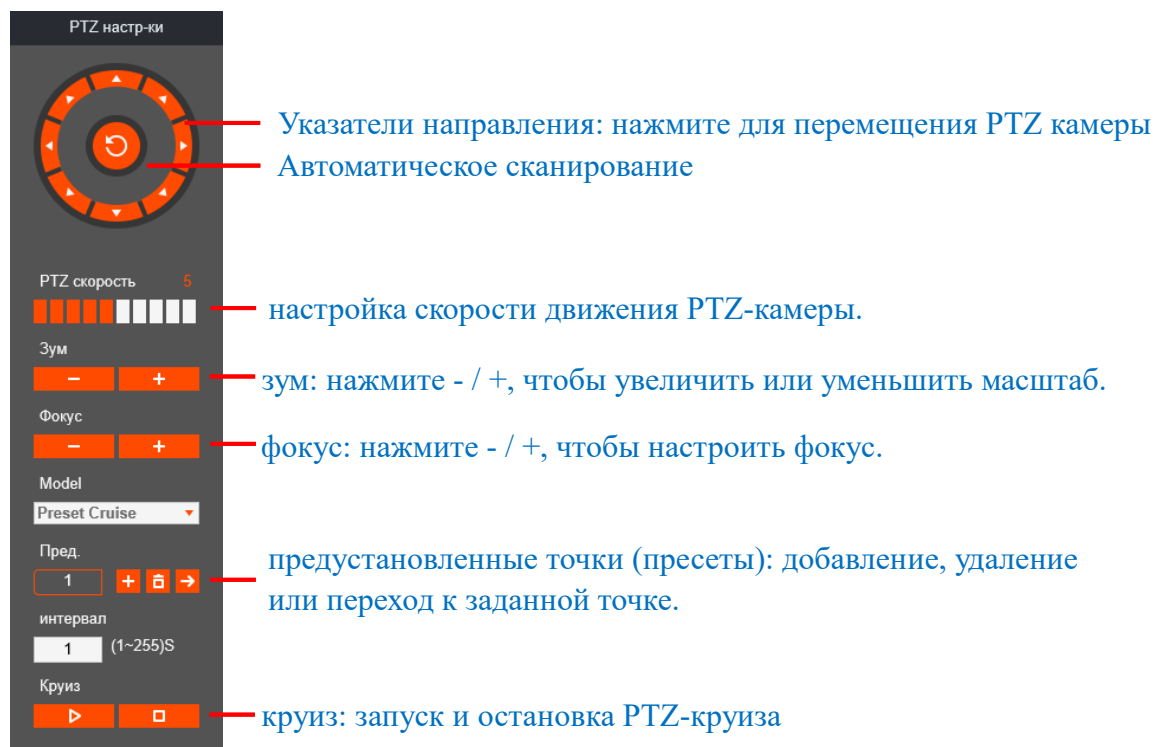 PTZ настр-ки
Указатели направления: нажмите для перемещения PTZ камеры
Автоматическое сканирование
PTZ скорость 5
настройка скорости движения PTZ-камеры.
Зум
- +
зум: нажмите - / +, чтобы увеличить или уменьшить масштаб.
Фокус
- +
фокус: нажмите - / +, чтобы настроить фокус.
Model
Preset Cruise
Пред.
1 +
предустановленные точки (пресеты): добавление, удаление
или переход к заданной точке.
интервал
1 (1~255)S
Круиз
круиз: запуск и остановка PTZ-круиза